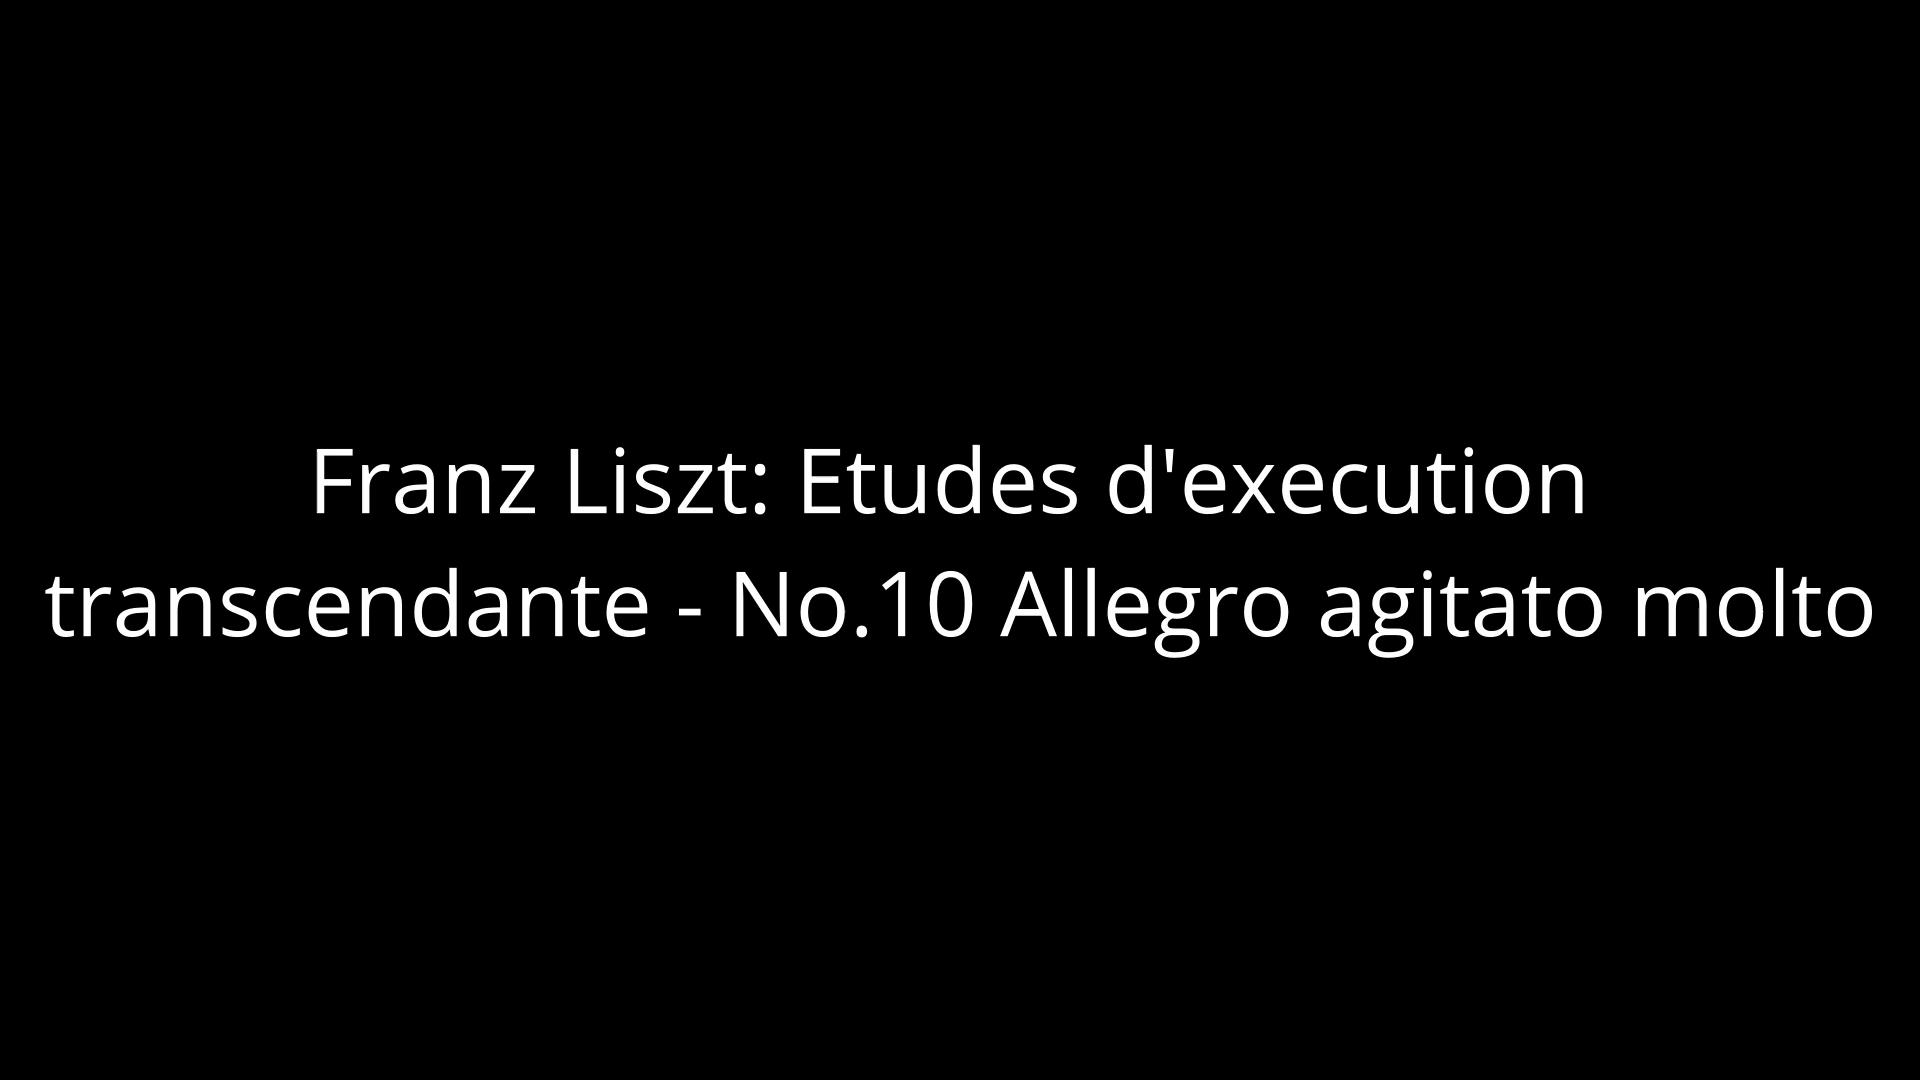 Franz Liszt: Etudes d'execution
transcendante - No.10 Allegro agitato molto